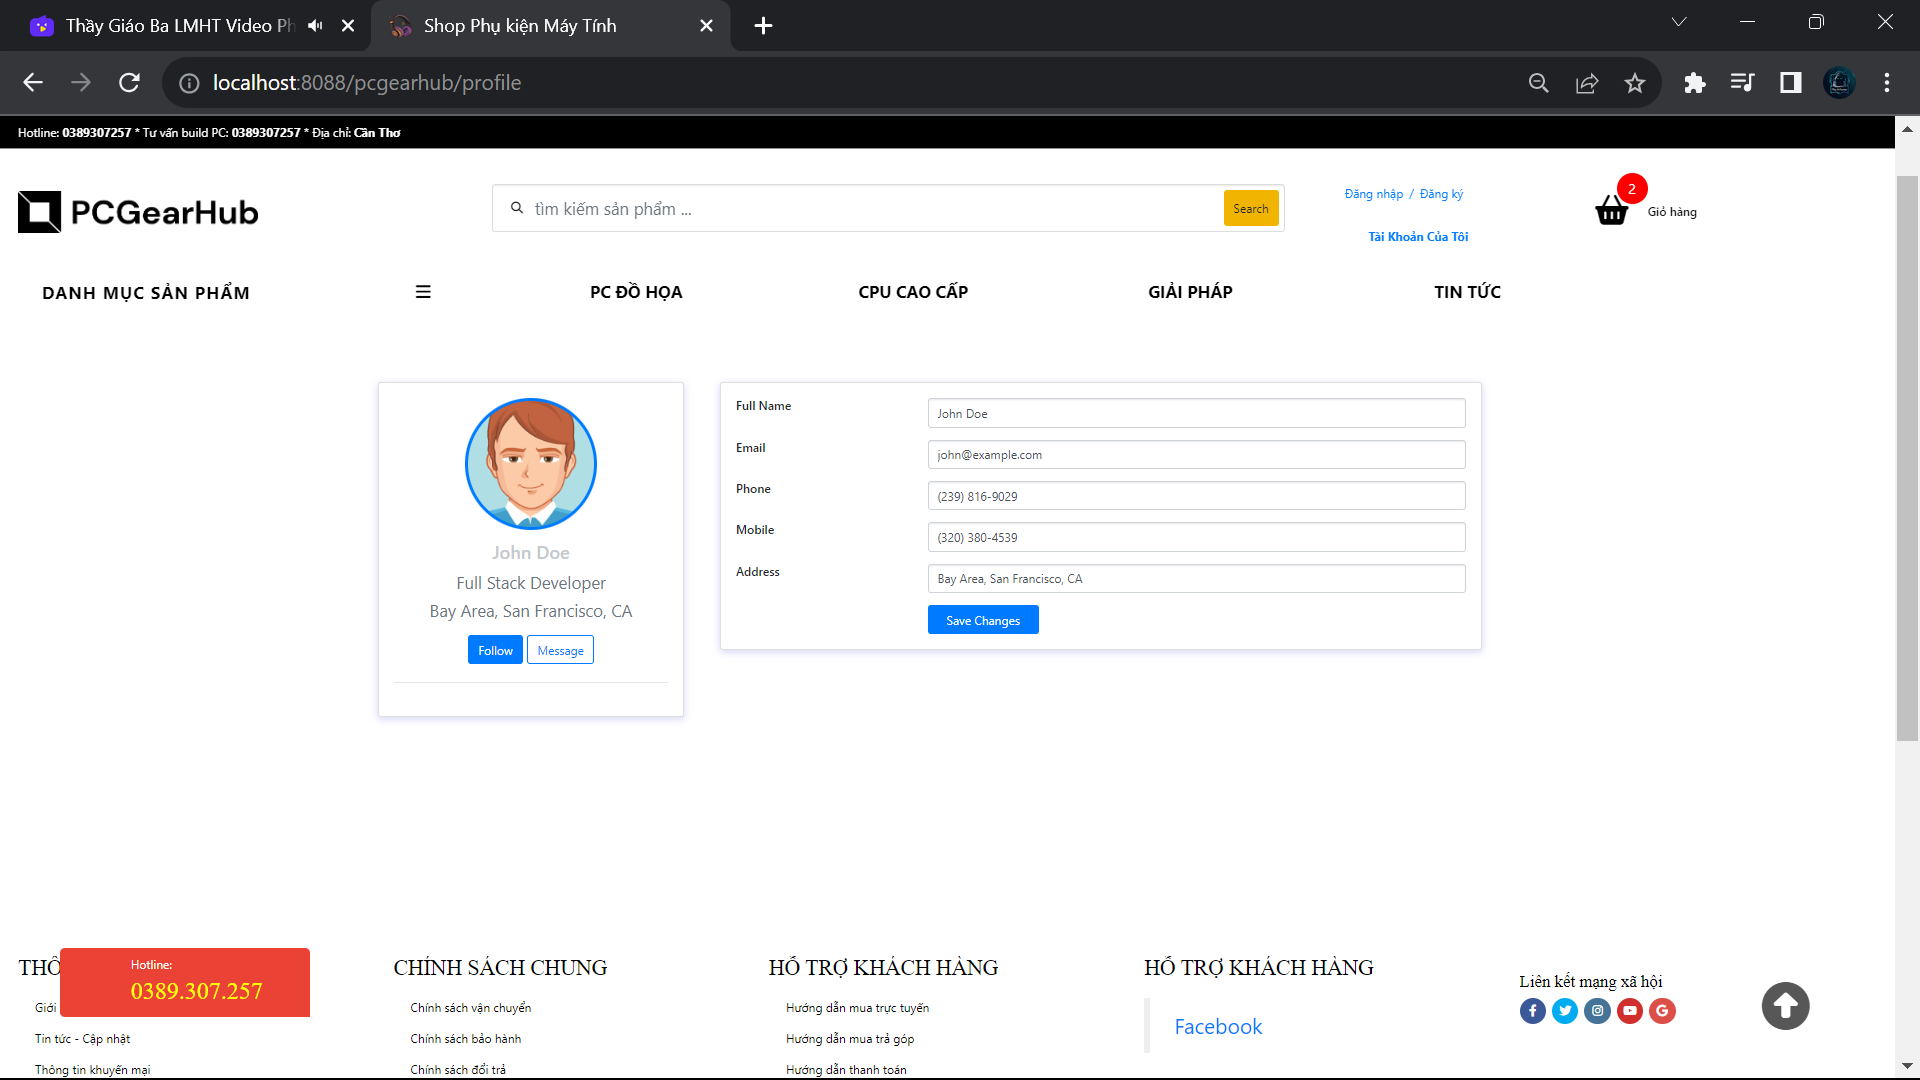 Thầy Giáo Ba LMHT Video Ph
Shop Phụ kiện Máy Tính
localhost:8088/pcgearhub/profile
Hotline: 0389307257 * Tư vấn build PC: 0389307257 * Địa chỉ: Cần Thơ
PCGearHub
tìm kiếm sản phẩm ...
Search
Đăng nhập / Đăng ký
Tài Khoản Của Tôi
2
Giỏ hàng
DANH MỤC SẢN PHẨM
PC ĐỒ HỌA
CPU CAO CẤP
GIẢI PHÁP
TIN TỨC
John Doe
Full Stack Developer
Bay Area, San Francisco, CA
Follow
Message
Full Name
John Doe
Email
john@example.com
Phone
(239) 816-9029
Mobile
(320) 380-4539
Address
Bay Area, San Francisco, CA
Save Changes
THÔ
Hotline:
0389.307.257
Giới
Tin tức - Cập nhật
Thông tin khuyến mại
CHÍNH SÁCH CHUNG
Chính sách vận chuyển
Chính sách bảo hành
Chính sách đổi trả
HỖ TRỢ KHÁCH HÀNG
Hướng dẫn mua trực tuyến
Hướng dẫn mua trả góp
Hướng dẫn thanh toán
HỖ TRỢ KHÁCH HÀNG
Facebook
Liên kết mạng xã hội